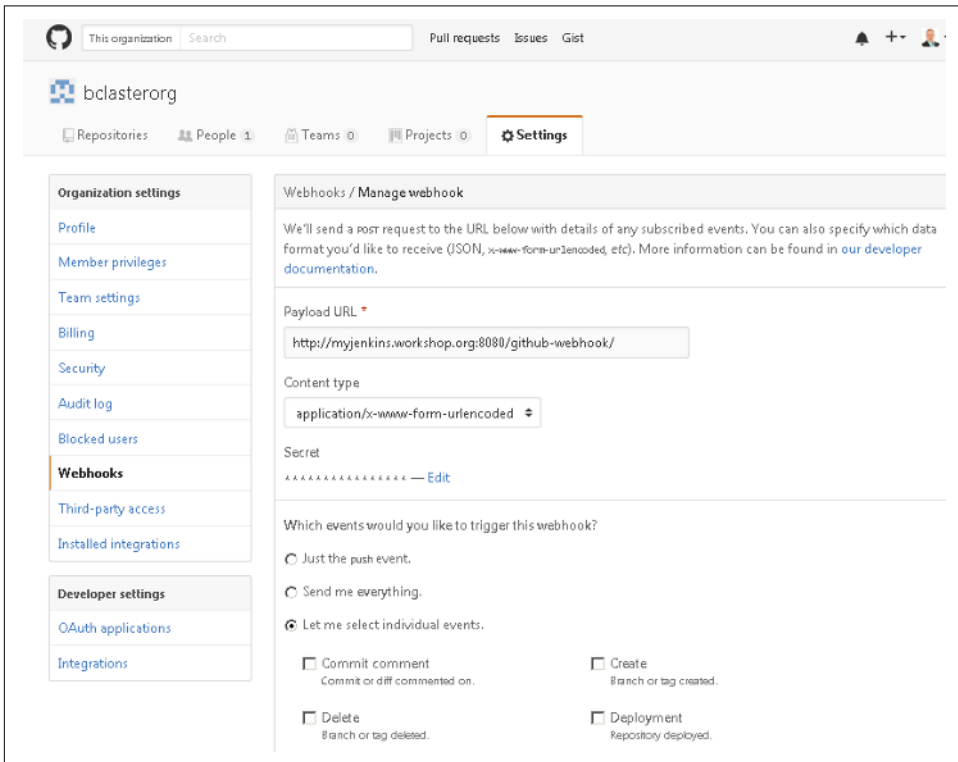 This organization Search Pull requests Issues Gist
bclasterorg
Repositories People 1 Teams 0 Projects 0 Settings
Organization settings
Profile
Member privileges
Team settings
Billing
Security
Audit log
Blocked users
Webhooks
Third-party access
Installed integrations
Developer settings
OAuth applications
Integrations
Webhooks / Manage webhook
We'll send a POST request to the URL below with details of any subscribed events. You can also specify which data
format you'd like to receive (JSON, x-www-form-urlencoded, etc). More information can be found in our developer
documentation.
Payload URL *
http://myjenkins.workshop.org:8080/github-webhook/
Content type
application/x-www-form-urlencoded
Secret
**************** — Edit
Which events would you like to trigger this webhook?
Just the push event.
Send me everything.
Let me select individual events.
Commit comment
Commit or diff commented on.
Create
Branch or tag created.
Delete
Branch or tag deleted.
Deployment
Repository deployed.